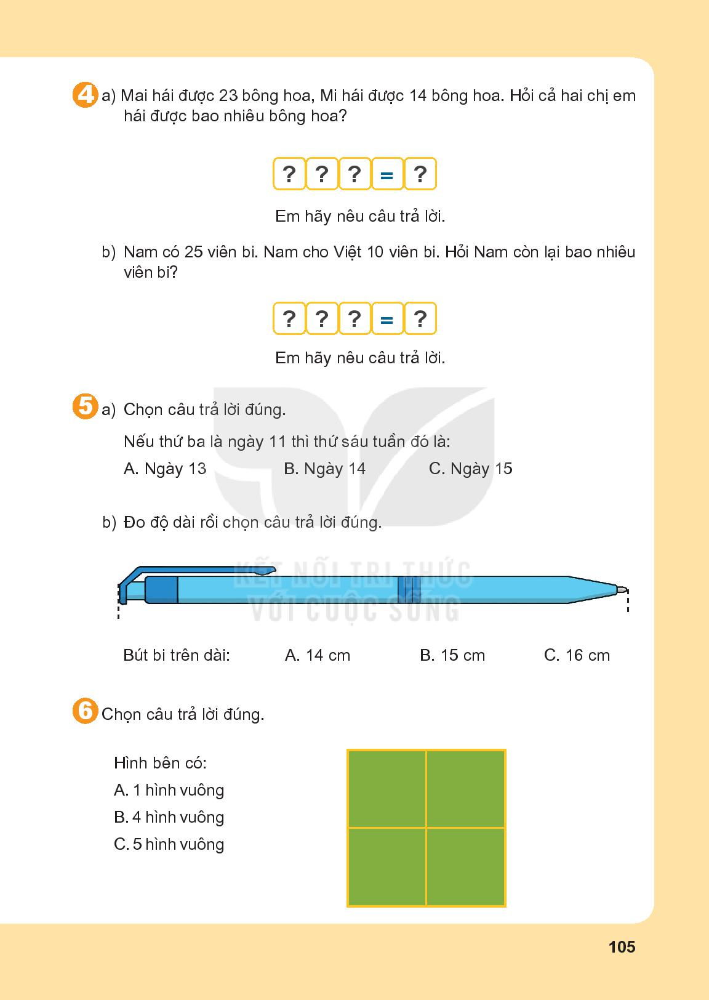 4 a) Mai hái được 23 bông hoa, Mi hái được 14 bông hoa. Hỏi cả hai chị em
hái được bao nhiêu bông hoa?
? ? ? = ?
Em hãy nêu câu trả lời.
b) Nam có 25 viên bi. Nam cho Việt 10 viên bi. Hỏi Nam còn lại bao nhiêu
viên bi?
? ? ? = ?
Em hãy nêu câu trả lời.
5 a) Chọn câu trả lời đúng.
Nếu thứ ba là ngày 11 thì thứ sáu tuần đó là:
A. Ngày 13 B. Ngày 14 C. Ngày 15
b) Đo độ dài rồi chọn câu trả lời đúng.
KẾT NỐI TRI THỨC
VỚI CUỘC SỐNG
Bút bi trên dài: A. 14 cm B. 15 cm C. 16 cm
6 Chọn câu trả lời đúng.
Hình bên có:
A. 1 hình vuông
B. 4 hình vuông
C. 5 hình vuông
105